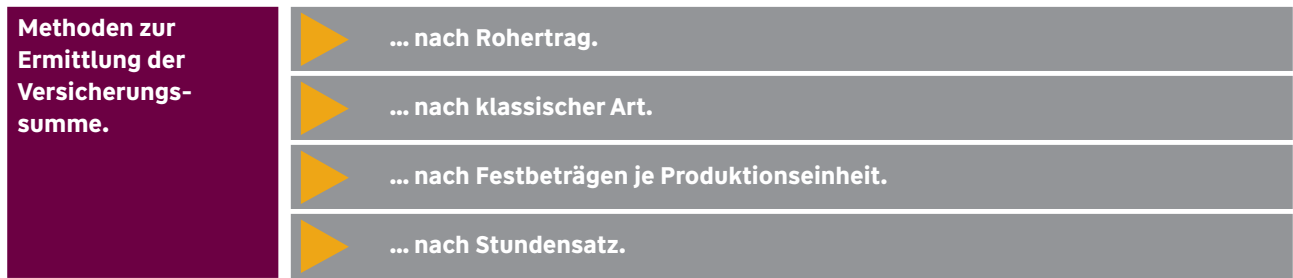 Methoden zur
Ermittlung der
Versicherungs-
summe.
... nach Rohertrag.
... nach klassischer Art.
... nach Festbeträgen je Produktionseinheit.
... nach Stundensatz.